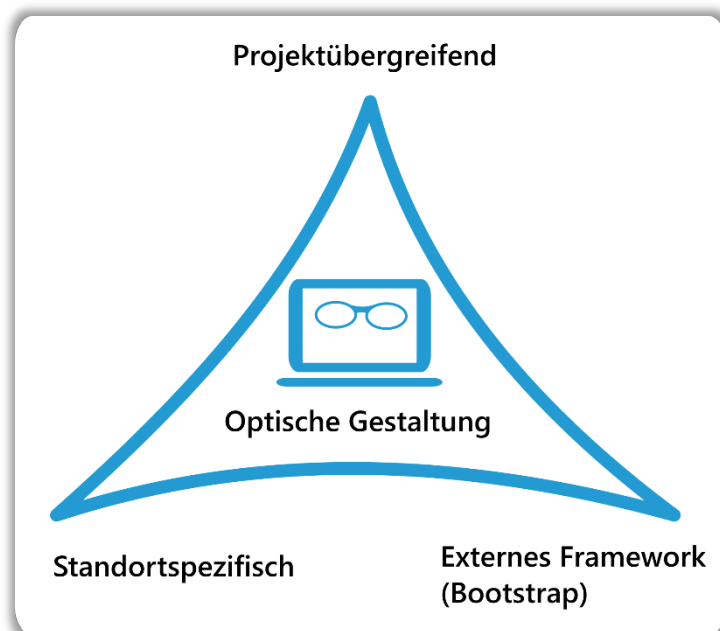 Projektübergreifend
Optische Gestaltung
Standortspezifisch
Externes Framework
(Bootstrap)